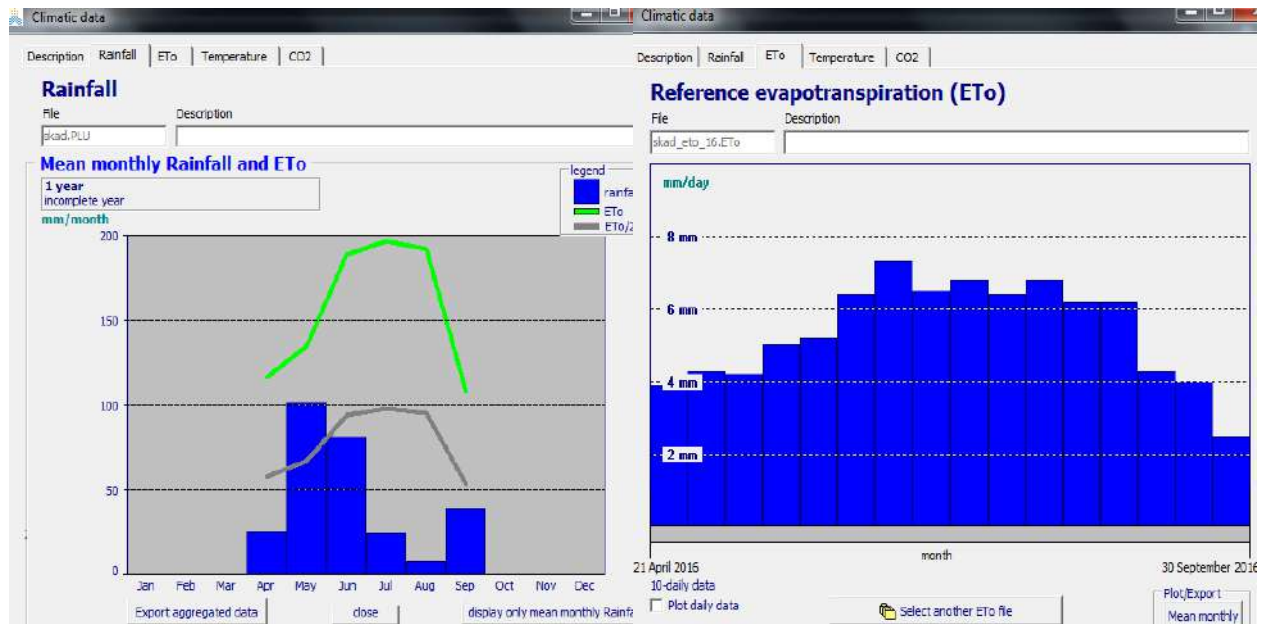 Climatic data
Description Rainfall ETo Temperature CO2
Rainfall
File Description
skad.PLU
Mean monthly Rainfall and ETo
1 year
incomplete year
mm/month
legend
rainfa
ETo
ETo/2
200
150
100
50
0
Jan Feb Mar Apr May Jun Jul Aug Sep Oct Nov Dec
Export aggregated data close display only mean monthly Rainfa
Climatic data
Description Rainfall ETo Temperature CO2
Reference evapotranspiration (ETo)
File Description
skad_eto_16.ETo
mm/day
8 mm
6 mm
4 mm
2 mm
month
21 April 2016 30 September 2016
10-daily data
Plot daily data
Select another ETo file
Plot/Export
Mean monthly